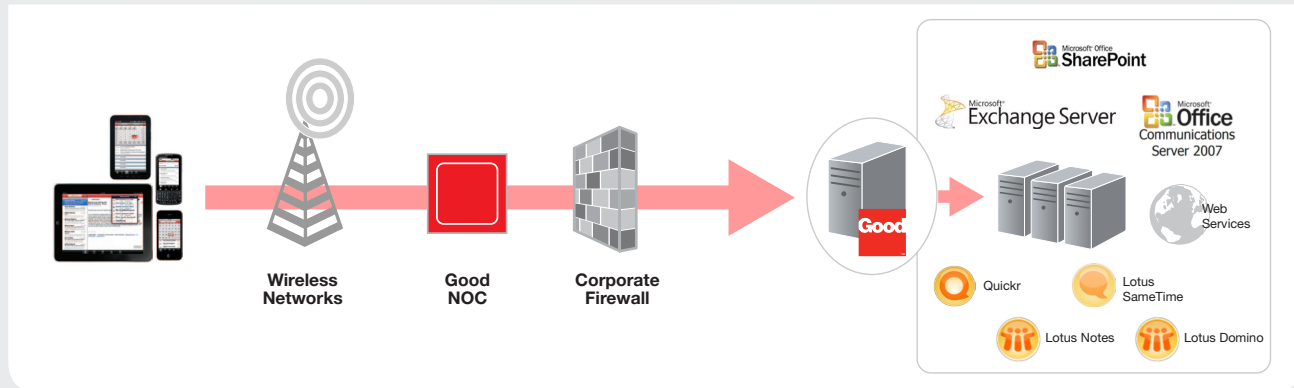 Wireless
Networks
Good
NOC
Corporate
Firewall
Good
Microsoft Office
SharePoint
Microsoft
Exchange Server
Microsoft
Office
Communications
Server 2007
Web
Services
Quickr
Lotus
SameTime
Lotus Notes
Lotus Domino